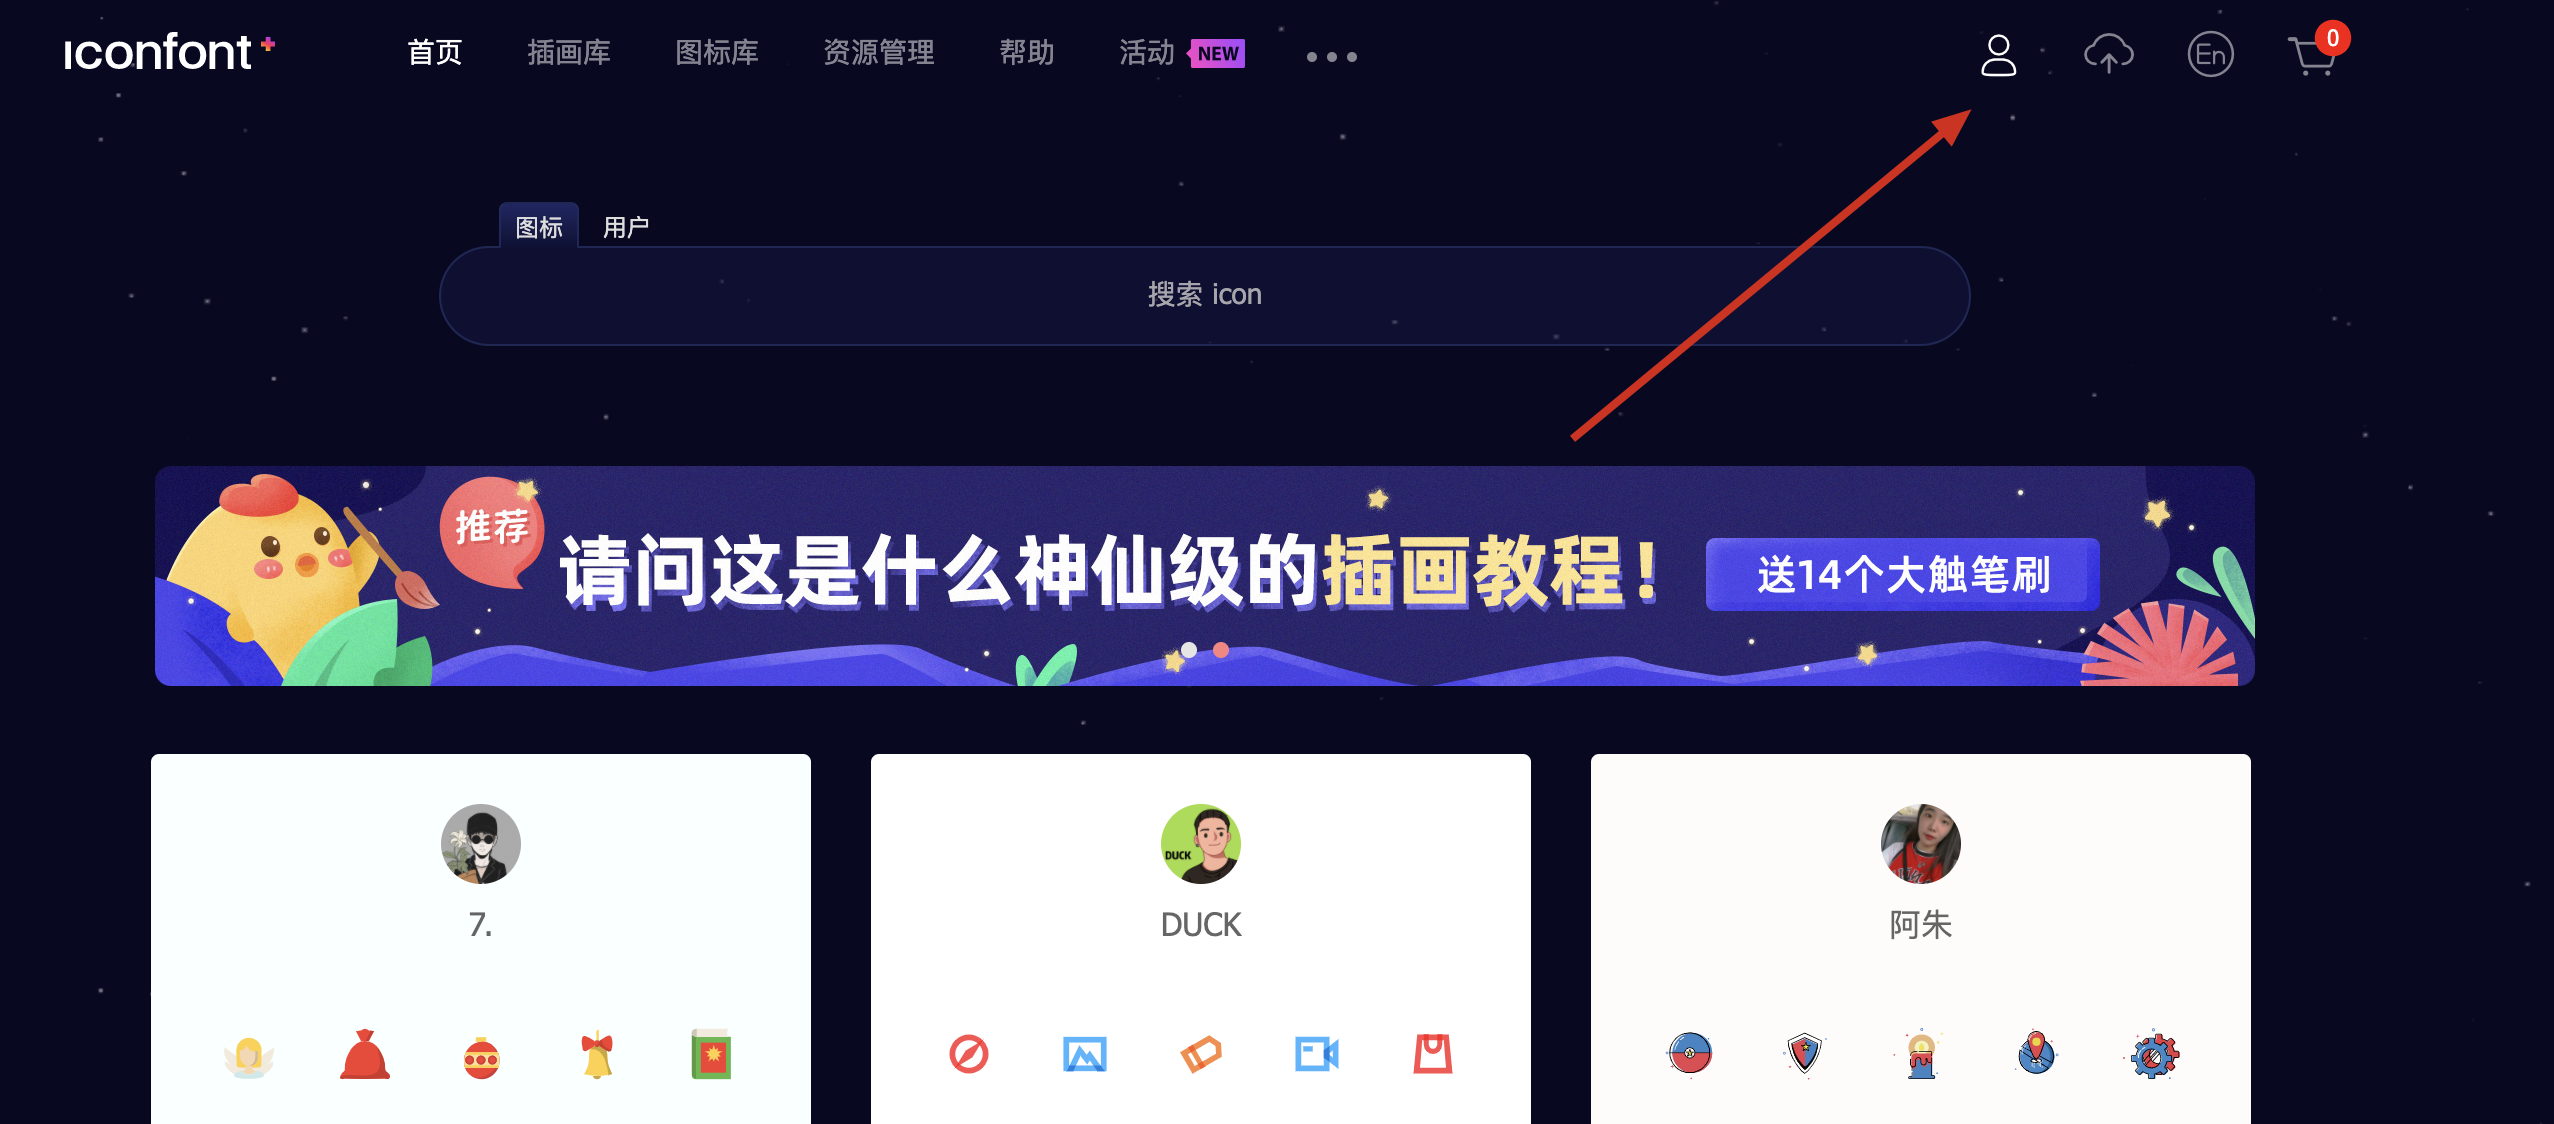 iconfont
首页 插画库 图标库 资源管理 帮助 活动 NEW
En
0
图标 用户
搜索 icon
推荐
请问这是什么神仙级的插画教程！
送14个大触笔刷
7.
DUCK
DUCK
阿朱